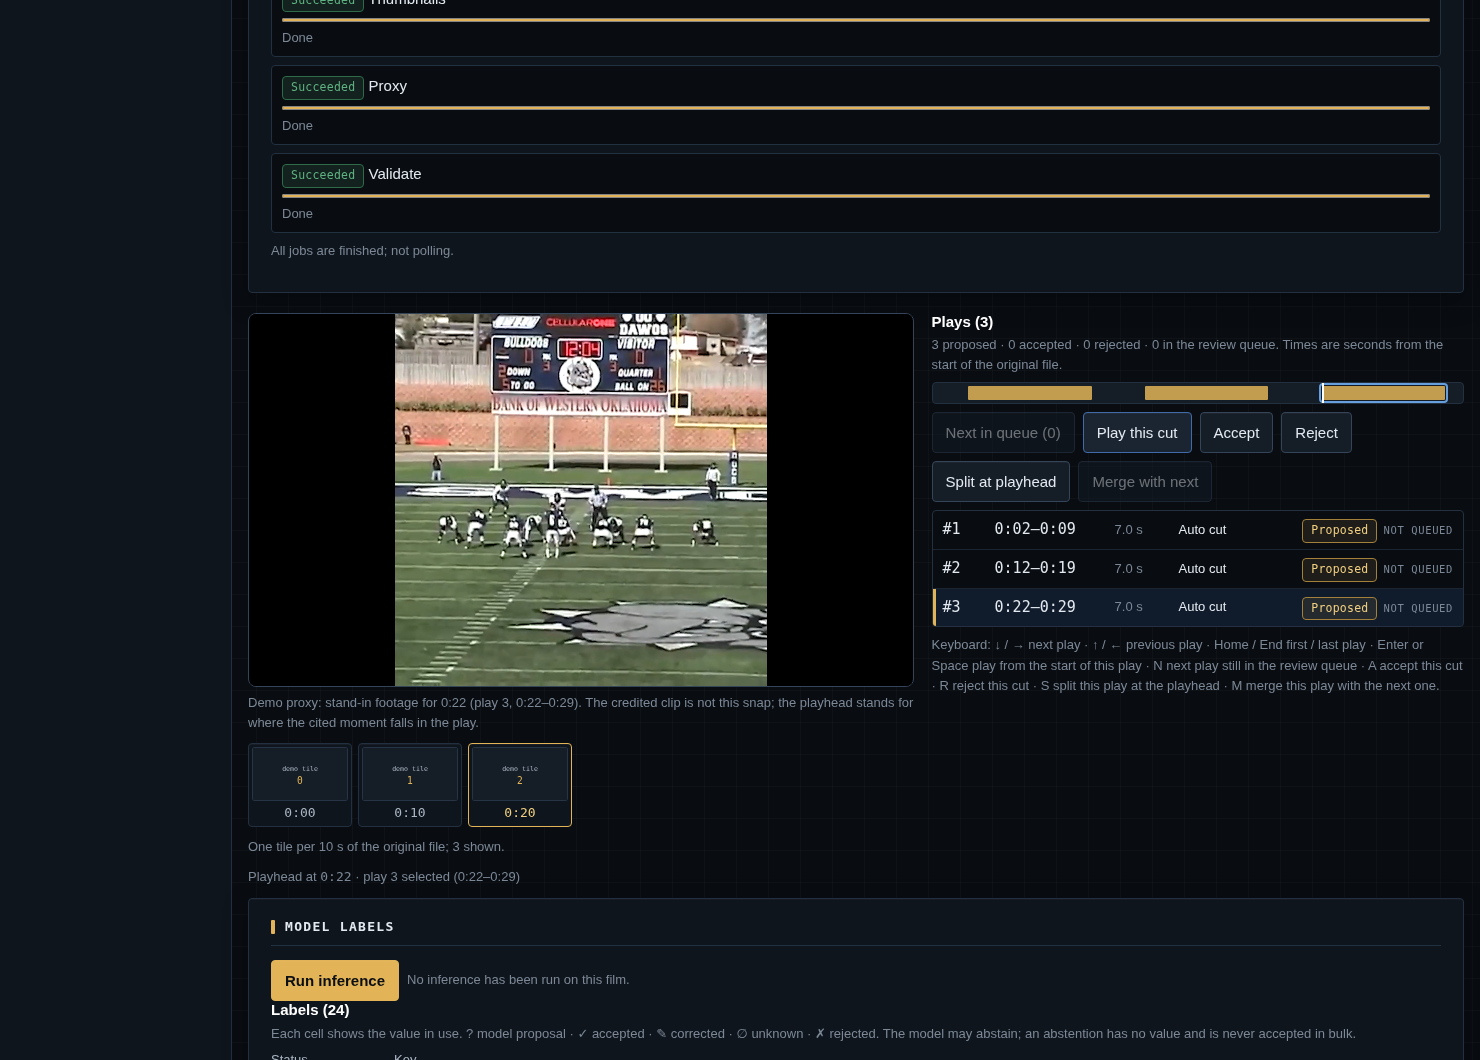 Succeeded Thumbnails
Done
Succeeded Proxy
Done
Succeeded Validate
Done
All jobs are finished; not polling.
CELLULARONE
DAWGS
BULLDOGS 12:04 VISITOR
DOWN QUARTER
TO GO BALL ON
BANK OF WESTERN OKLAHOMA
Demo proxy: stand-in footage for 0:22 (play 3, 0:22–0:29). The credited clip is not this snap; the playhead stands for
where the cited moment falls in the play.
demo tile demo tile demo tile
0 1 2
0:00 0:10 0:20
One tile per 10 s of the original file; 3 shown.
Playhead at 0:22 · play 3 selected (0:22–0:29)
Plays (3)
3 proposed · 0 accepted · 0 rejected · 0 in the review queue. Times are seconds from the
start of the original file.
Next in queue (0) Play this cut Accept Reject
Split at playhead Merge with next
#1 0:02–0:09 7.0 s Auto cut Proposed NOT QUEUED
#2 0:12–0:19 7.0 s Auto cut Proposed NOT QUEUED
#3 0:22–0:29 7.0 s Auto cut Proposed NOT QUEUED
Keyboard: ↓ / → next play · ↑ / ← previous play · Home / End first / last play · Enter or
Space play from the start of this play · N next play still in the review queue · A accept this cut
· R reject this cut · S split this play at the playhead · M merge this play with the next one.
MODEL LABELS
Run inference No inference has been run on this film.
Labels (24)
Each cell shows the value in use. ? model proposal · ✓ accepted · ✎ corrected · ∅ unknown · ✗ rejected. The model may abstain; an abstention has no value and is never accepted in bulk.
Status Key